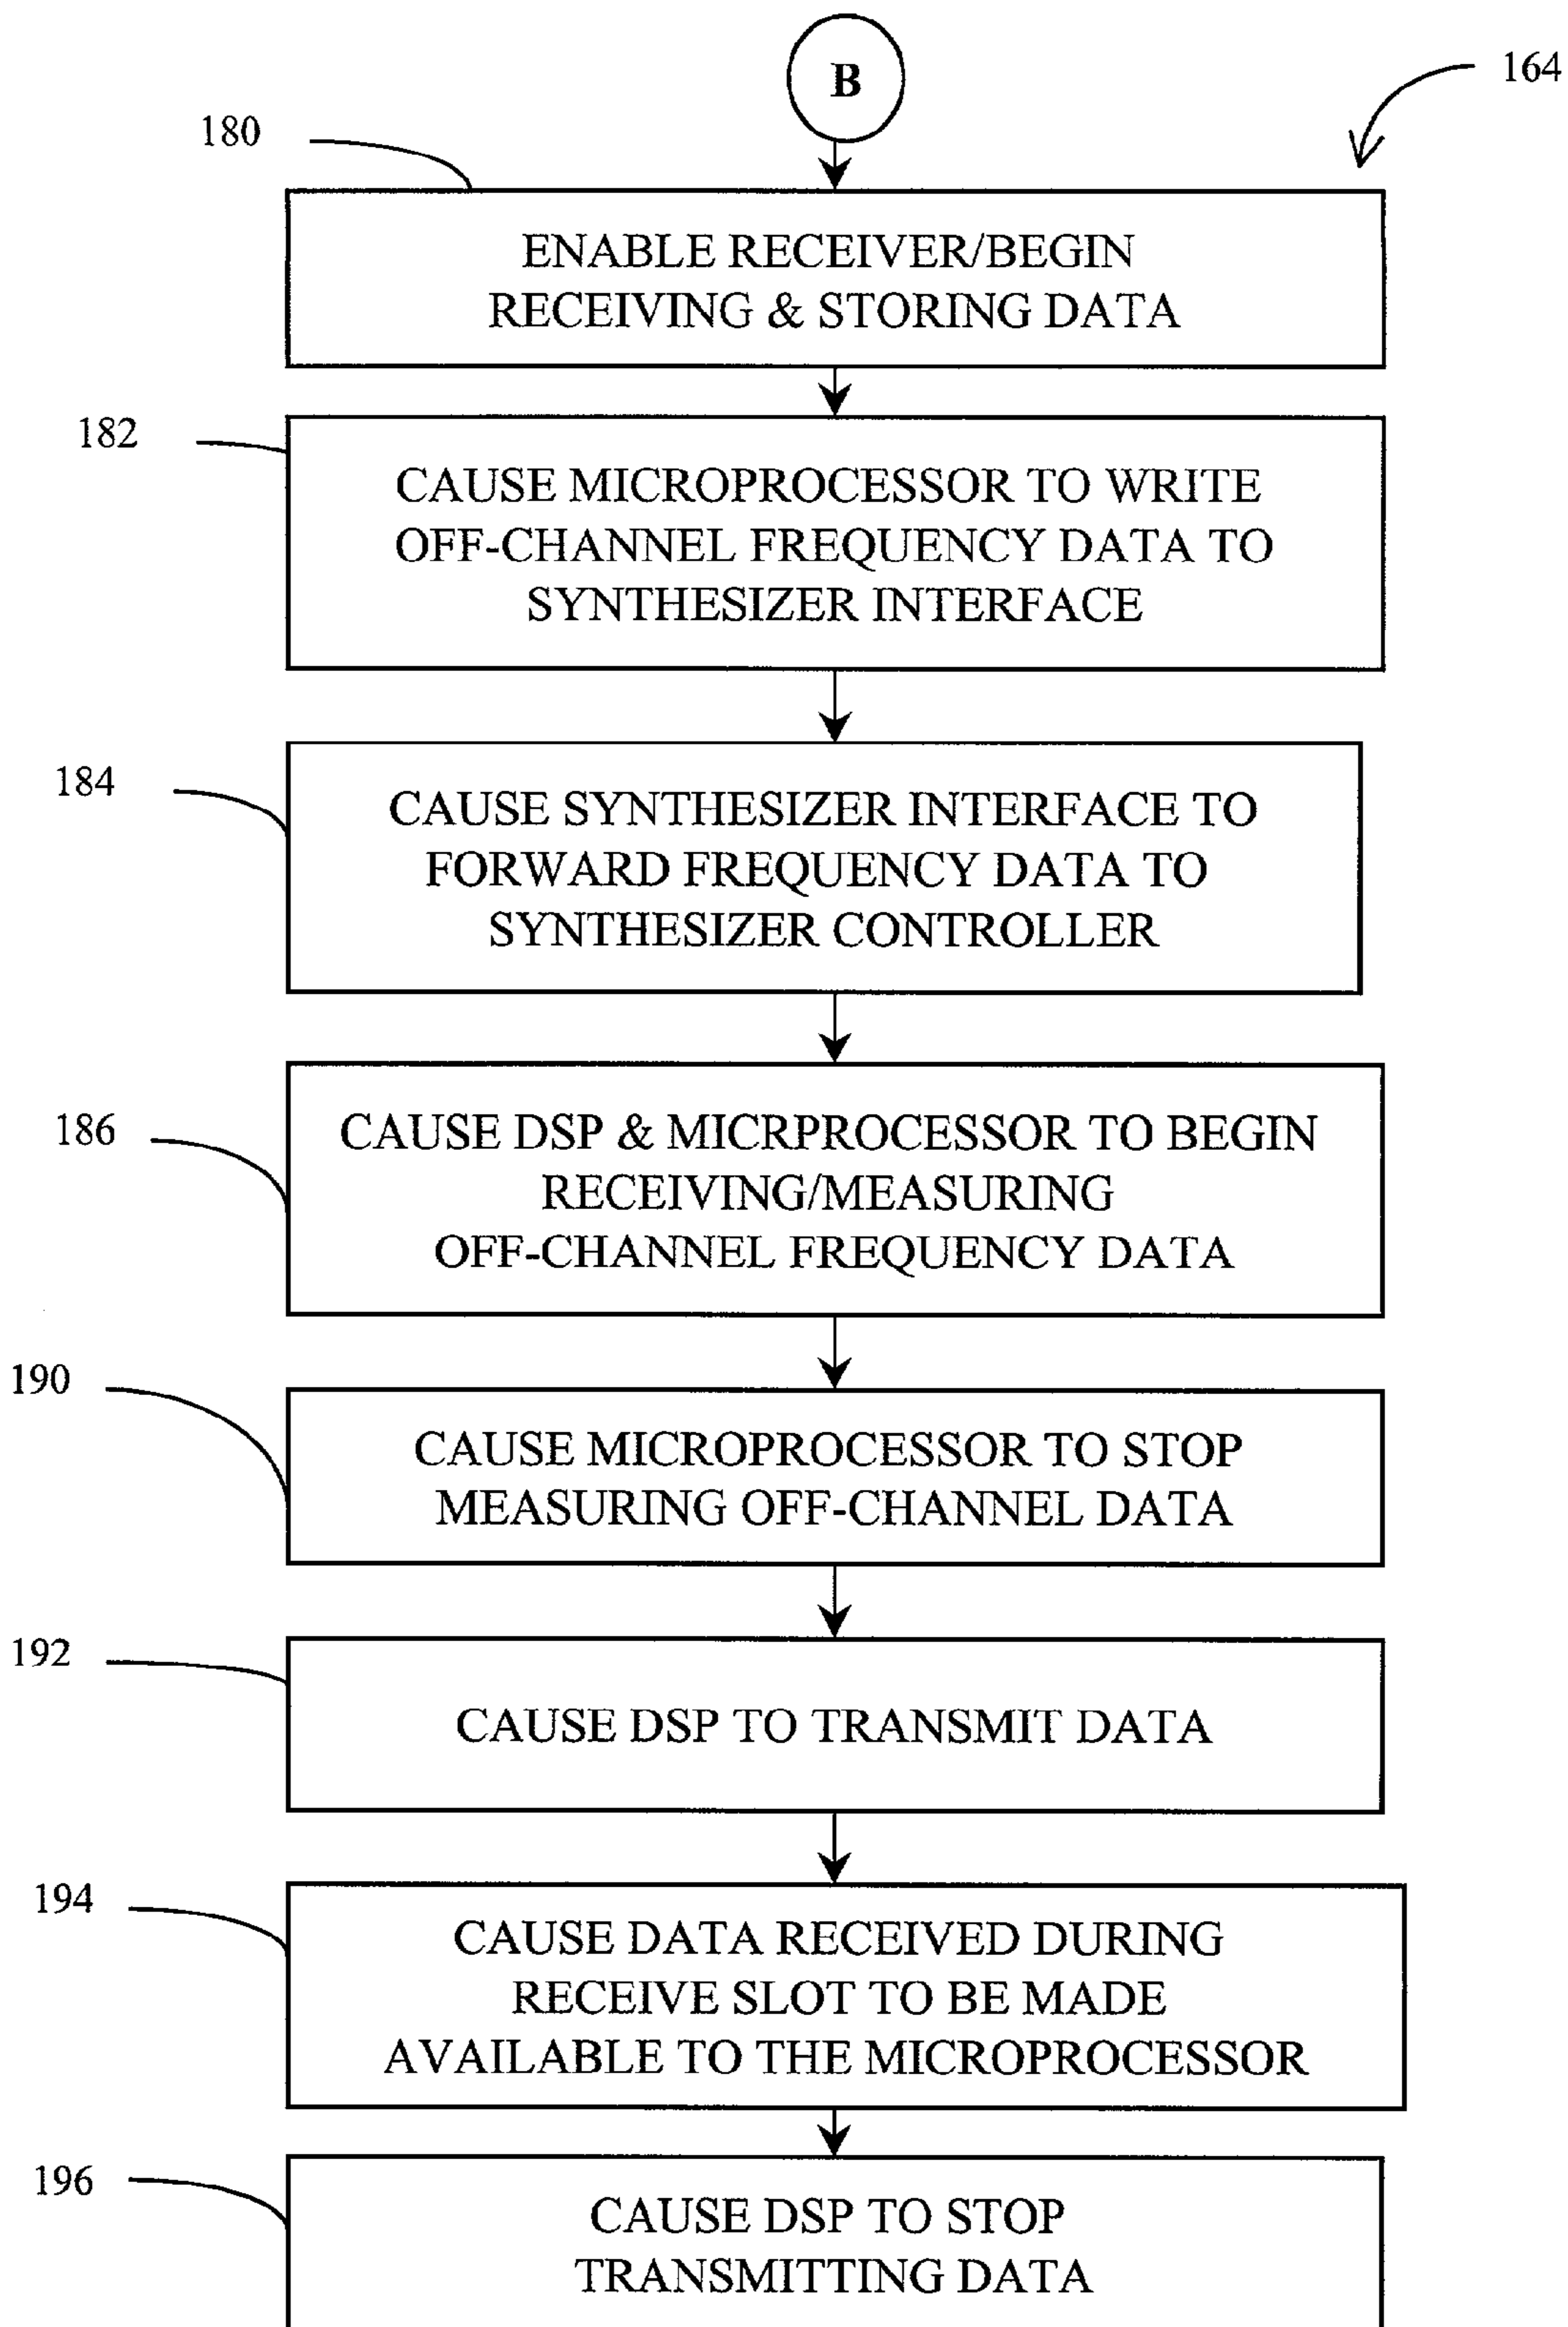 B
164
180
ENABLE RECEIVER/BEGIN
RECEIVING & STORING DATA
182
CAUSE MICROPROCESSOR TO WRITE
OFF-CHANNEL FREQUENCY DATA TO
SYNTHESIZER INTERFACE
184
CAUSE SYNTHESIZER INTERFACE TO
FORWARD FREQUENCY DATA TO
SYNTHESIZER CONTROLLER
186
CAUSE DSP & MICRPROCESSOR TO BEGIN
RECEIVING/MEASURING
OFF-CHANNEL FREQUENCY DATA
190
CAUSE MICROPROCESSOR TO STOP
MEASURING OFF-CHANNEL DATA
192
CAUSE DSP TO TRANSMIT DATA
194
CAUSE DATA RECEIVED DURING
RECEIVE SLOT TO BE MADE
AVAILABLE TO THE MICROPROCESSOR
196
CAUSE DSP TO STOP
TRANSMITTING DATA